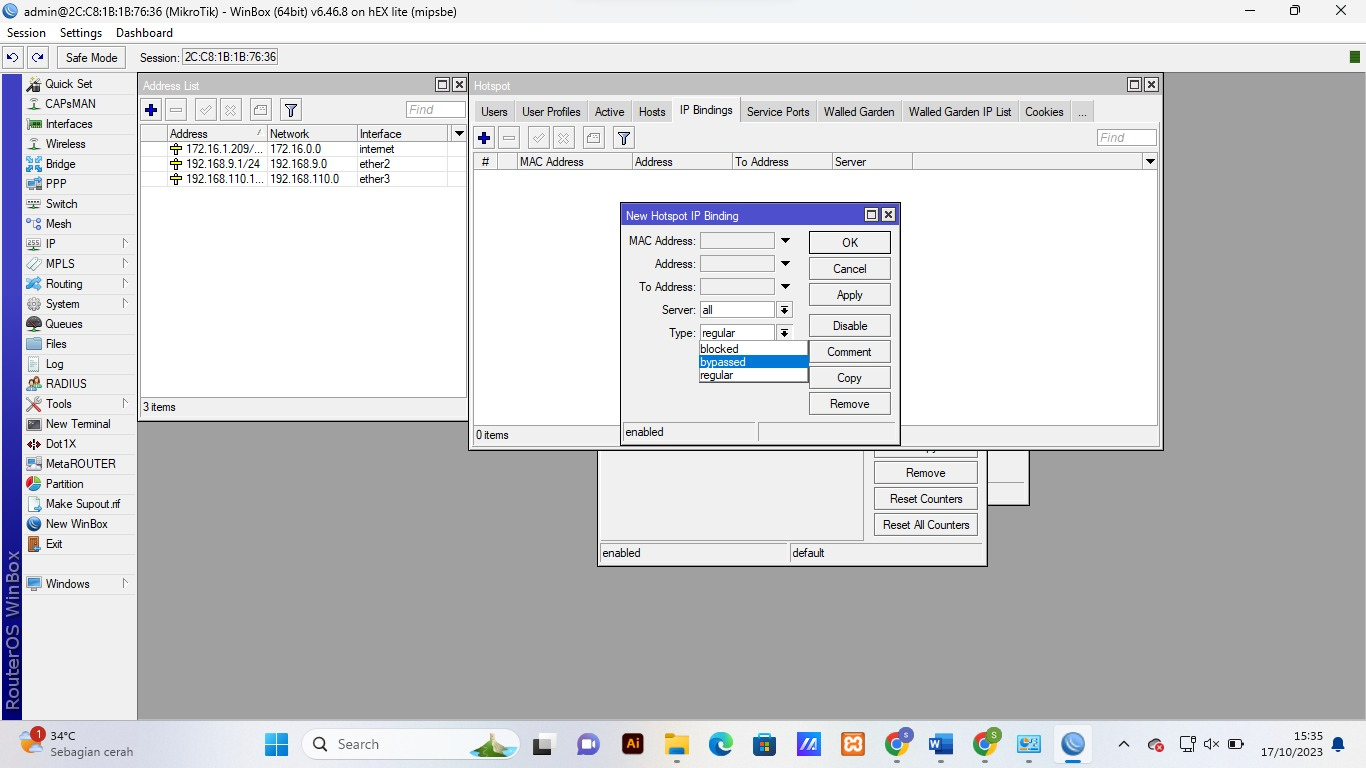 admin@2C:C8:1B:1B:76:36 (MikroTik) - WinBox (64bit) v6.46.8 on hEX lite (mipsbe)
Session Settings Dashboard
Safe Mode Session: 2C:C8:1B:1B:76:36
RouterOS WinBox
Quick Set
CAPsMAN
Interfaces
Wireless
Bridge
PPP
Switch
Mesh
IP
MPLS
Routing
System
Queues
Files
Log
RADIUS
Tools
New Terminal
Dot1X
MetaROUTER
Partition
Make Supout.rif
New WinBox
Exit
Windows
Address List
Find
Address Network Interface
172.16.1.209/... 172.16.0.0 internet
192.168.9.1/24 192.168.9.0 ether2
192.168.110.1... 192.168.110.0 ether3
3 items
Hotspot
Users User Profiles Active Hosts IP Bindings Service Ports Walled Garden Walled Garden IP List Cookies ...
Find
# MAC Address Address To Address Server
0 items
New Hotspot IP Binding
MAC Address:
Address:
To Address:
Server: all
Type: regular
blocked
bypassed
regular
OK
Cancel
Apply
Disable
Comment
Copy
Remove
enabled
Remove
Reset Counters
Reset All Counters
enabled default
1
34°C
Sebagian cerah
Search
Ai
S
S
15:35
17/10/2023